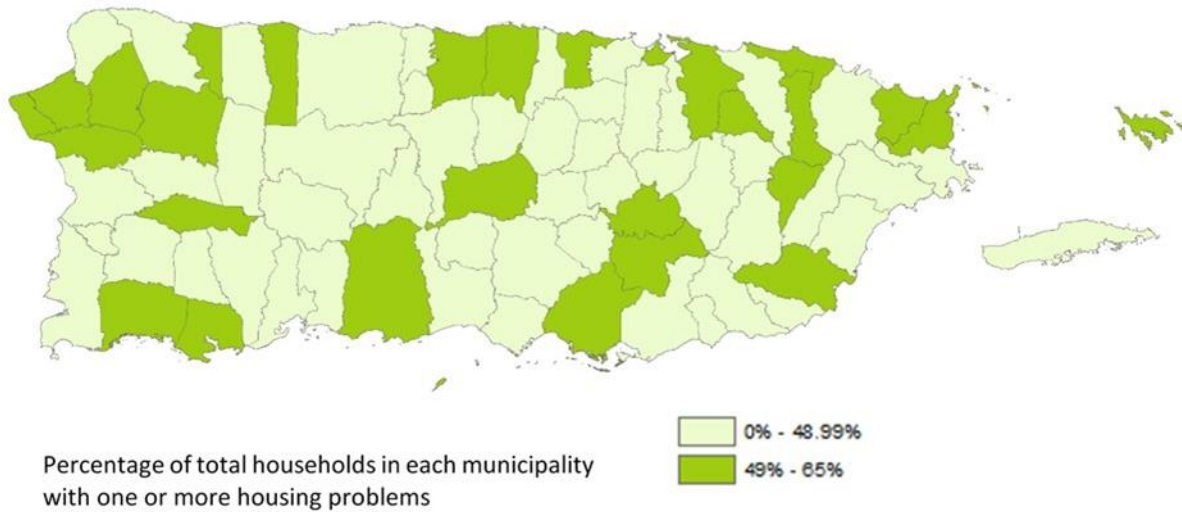 0% - 48.99%
49% - 65%
Percentage of total households in each municipality
with one or more housing problems